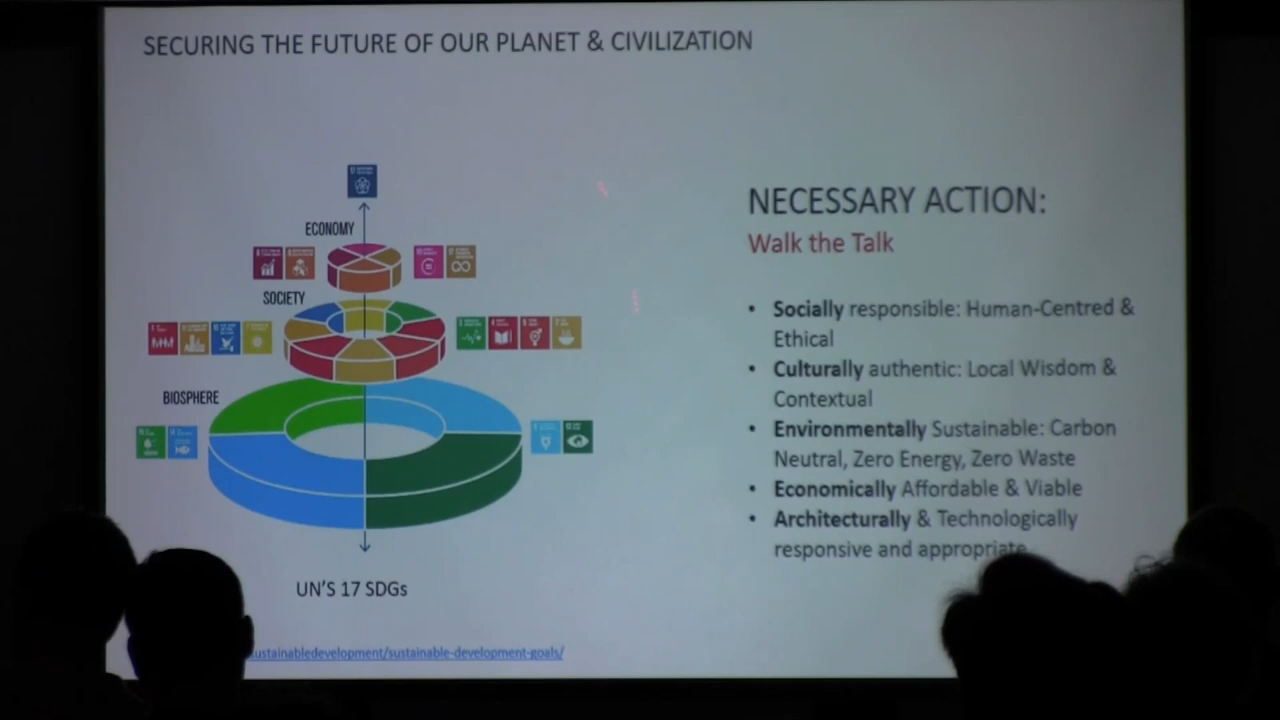 SECURING THE FUTURE OF OUR PLANET & CIVILIZATION
ECONOMY
SOCIETY
BIOSPHERE
UN'S 17 SDGs
sustainabledevelopment/sustainable-development-goals/
NECESSARY ACTION:
Walk the Talk
• Socially responsible: Human-Centred &
Ethical
• Culturally authentic: Local Wisdom &
Contextual
• Environmentally Sustainable: Carbon
Neutral, Zero Energy, Zero Waste
• Economically Affordable & Viable
• Architecturally & Technologically
responsive and appropriate